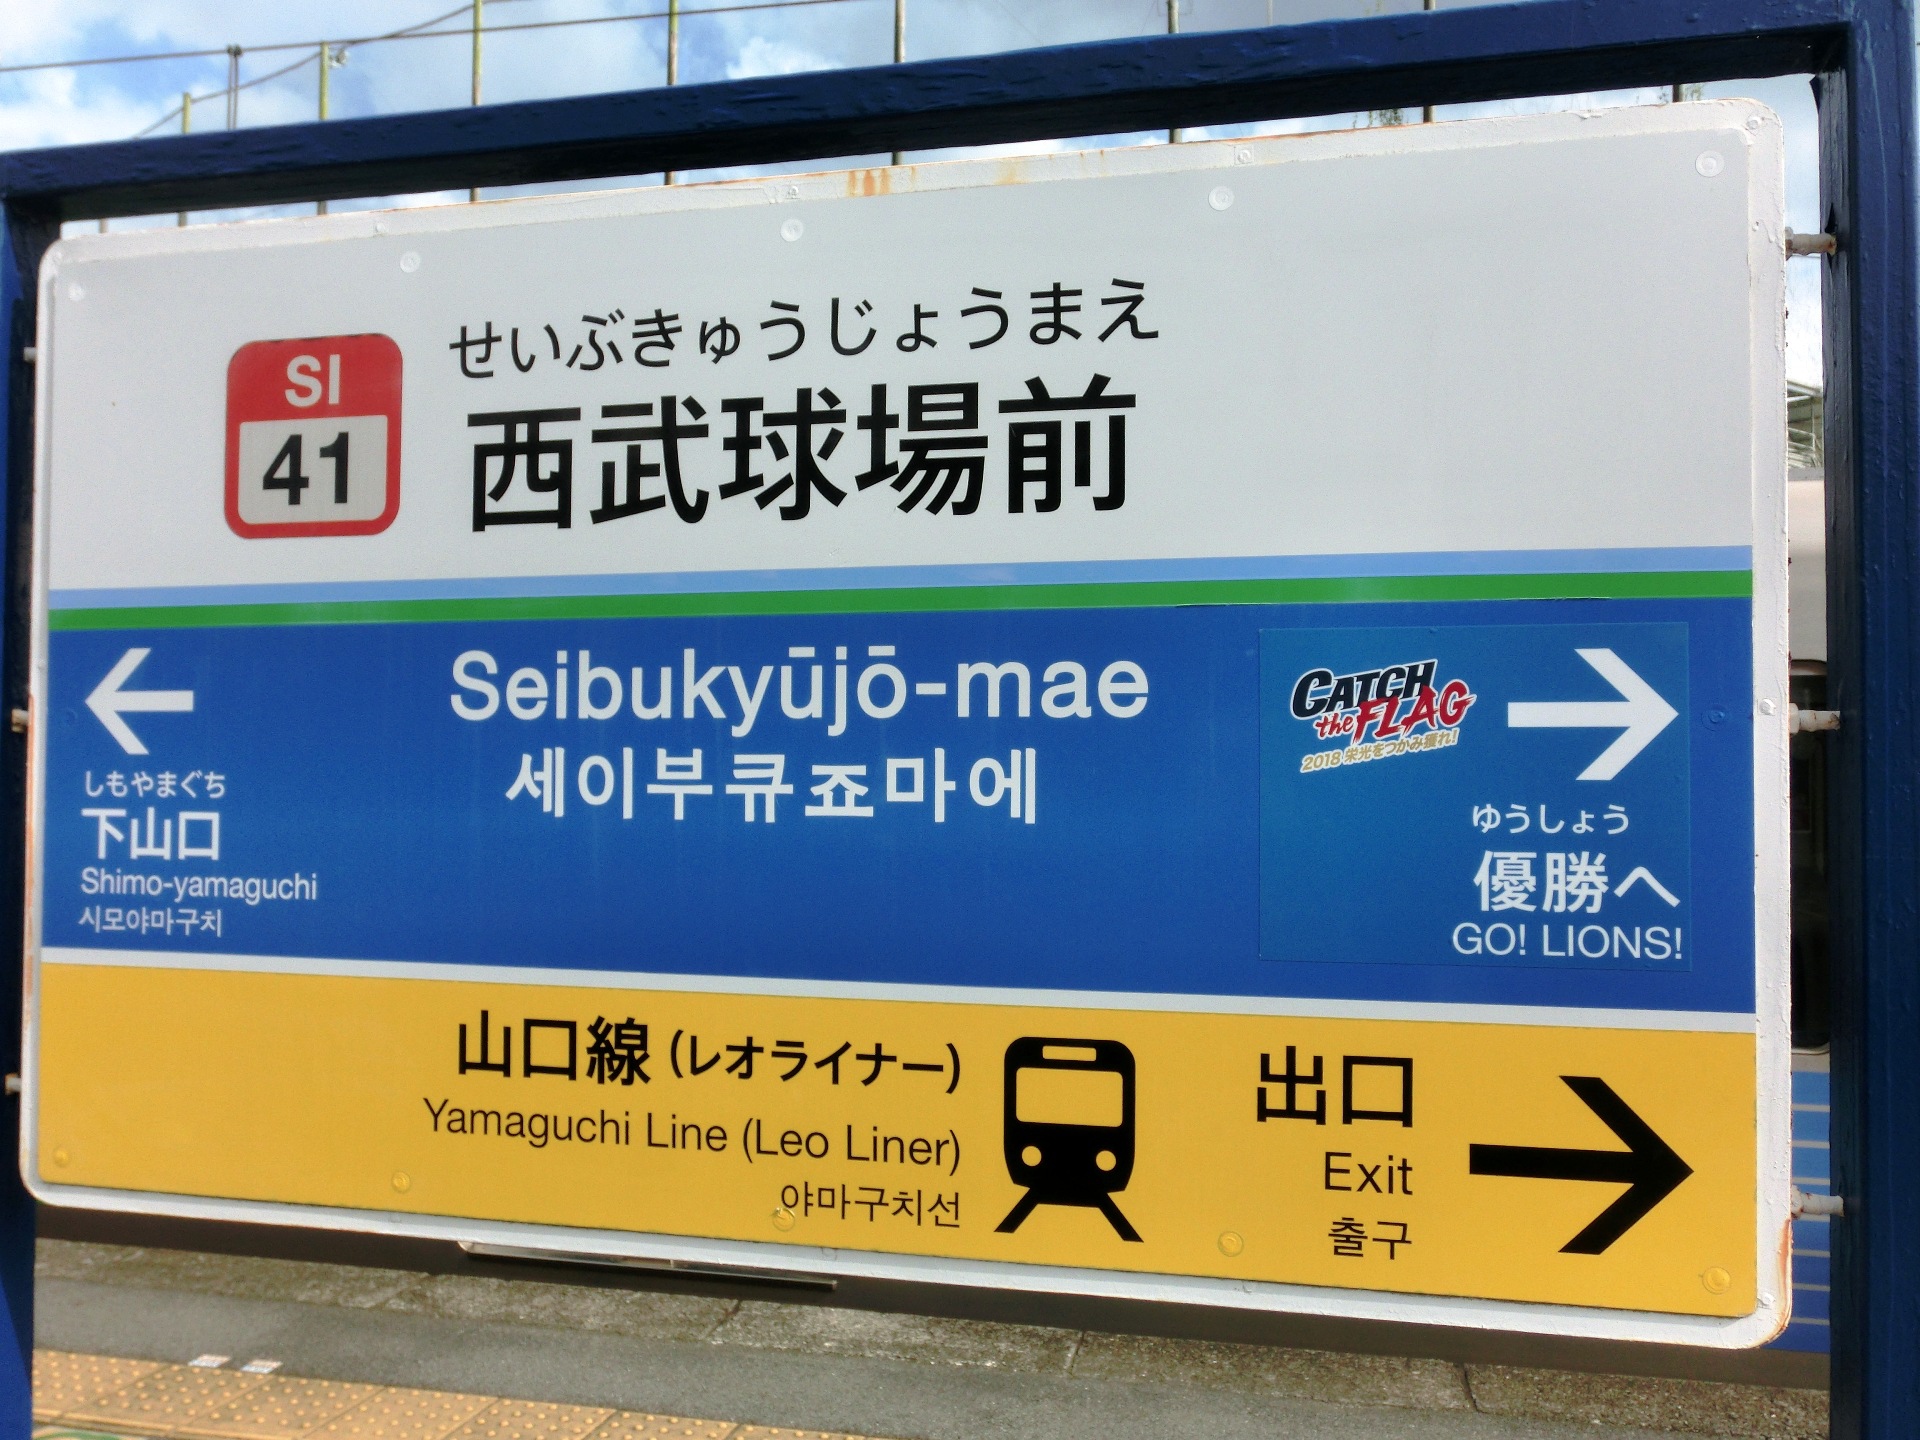 SI
41
せいぶきゅうじょうまえ
西武球場前
Seibukyūjō-mae
세이부큐죠마에
しもやまぐち
下山口
Shimo-yamaguchi
시모야마구치
CATCH
the FLAG
2018 栄光をつかみ獲れ!
ゆうしょう
優勝へ
GO! LIONS!
山口線 (レオライナー)
Yamaguchi Line (Leo Liner)
야마구치선
出口
Exit
출구